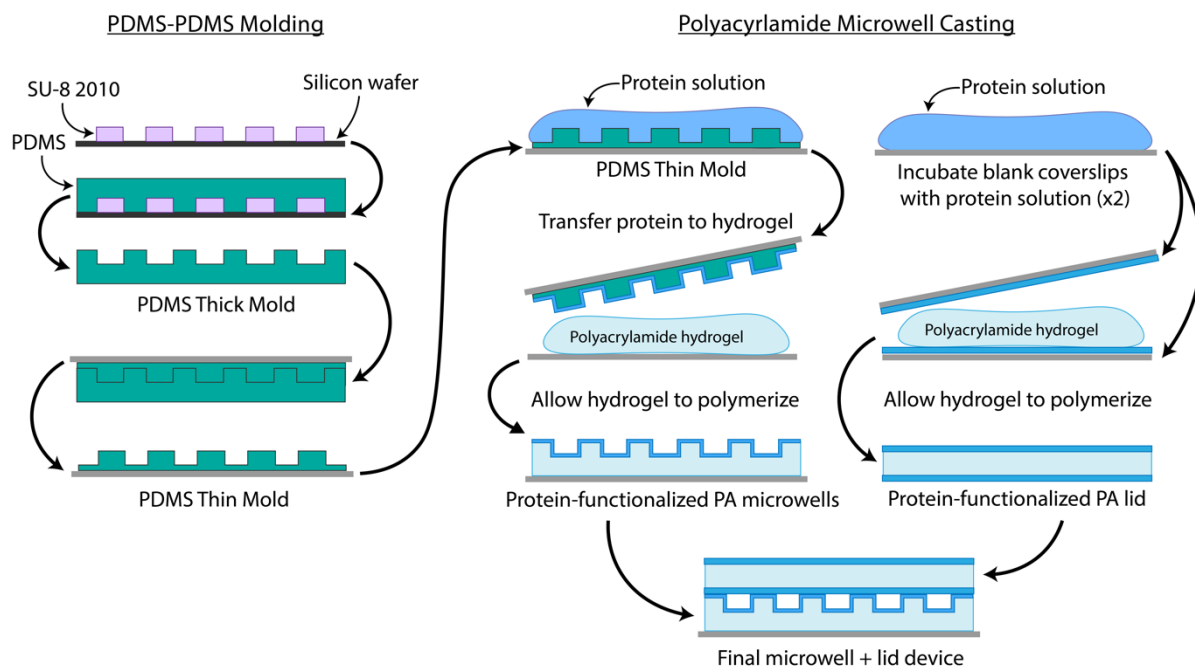 PDMS-PDMS Molding
SU-8 2010
Silicon wafer
PDMS
PDMS Thick Mold
PDMS Thin Mold
Polyacyrlamide Microwell Casting
Protein solution
PDMS Thin Mold
Transfer protein to hydrogel
Polyacrylamide hydrogel
Allow hydrogel to polymerize
Protein-functionalized PA microwells
Protein solution
Incubate blank coverslips
with protein solution (x2)
Polyacrylamide hydrogel
Allow hydrogel to polymerize
Protein-functionalized PA lid
Final microwell + lid device